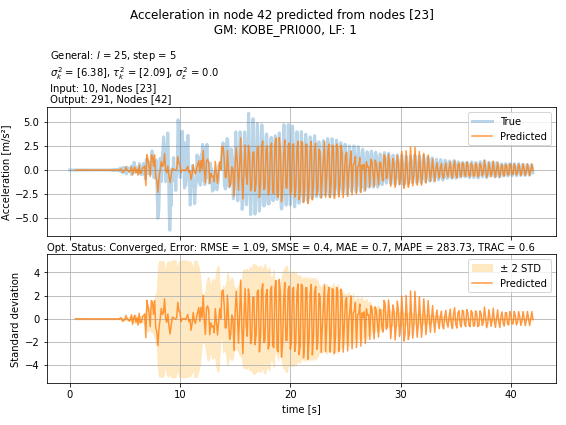 Acceleration in node 42 predicted from nodes [23]
GM: KOBE_PRI000, LF: 1
General: l = 25, step = 5
σ²ₖ = [6.38], τ²ₖ = [2.09], σ²ₑ = 0.0
Input: 10, Nodes [23]
Output: 291, Nodes [42]
Acceleration [m/s²]
5.0
2.5
0.0
−2.5
−5.0
True
Predicted
Opt. Status: Converged, Error: RMSE = 1.09, SMSE = 0.4, MAE = 0.7, MAPE = 283.73, TRAC = 0.6
Standard deviation
4
2
0
−2
−4
± 2 STD
Predicted
0 10 20 30 40
time [s]